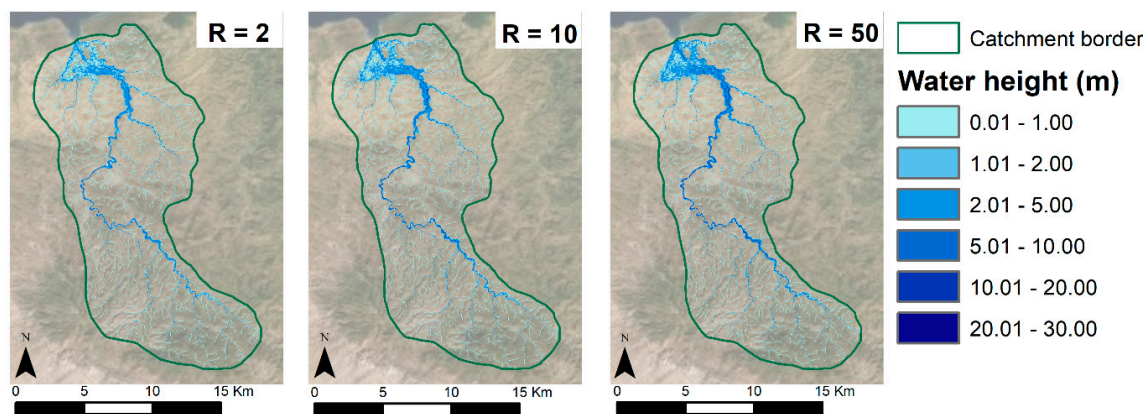 R = 2
R = 10
R = 50
Catchment border
Water height (m)
0.01 - 1.00
1.01 - 2.00
2.01 - 5.00
5.01 - 10.00
10.01 - 20.00
20.01 - 30.00
N
N
N
0 5 10 15 Km
0 5 10 15 Km
0 5 10 15 Km